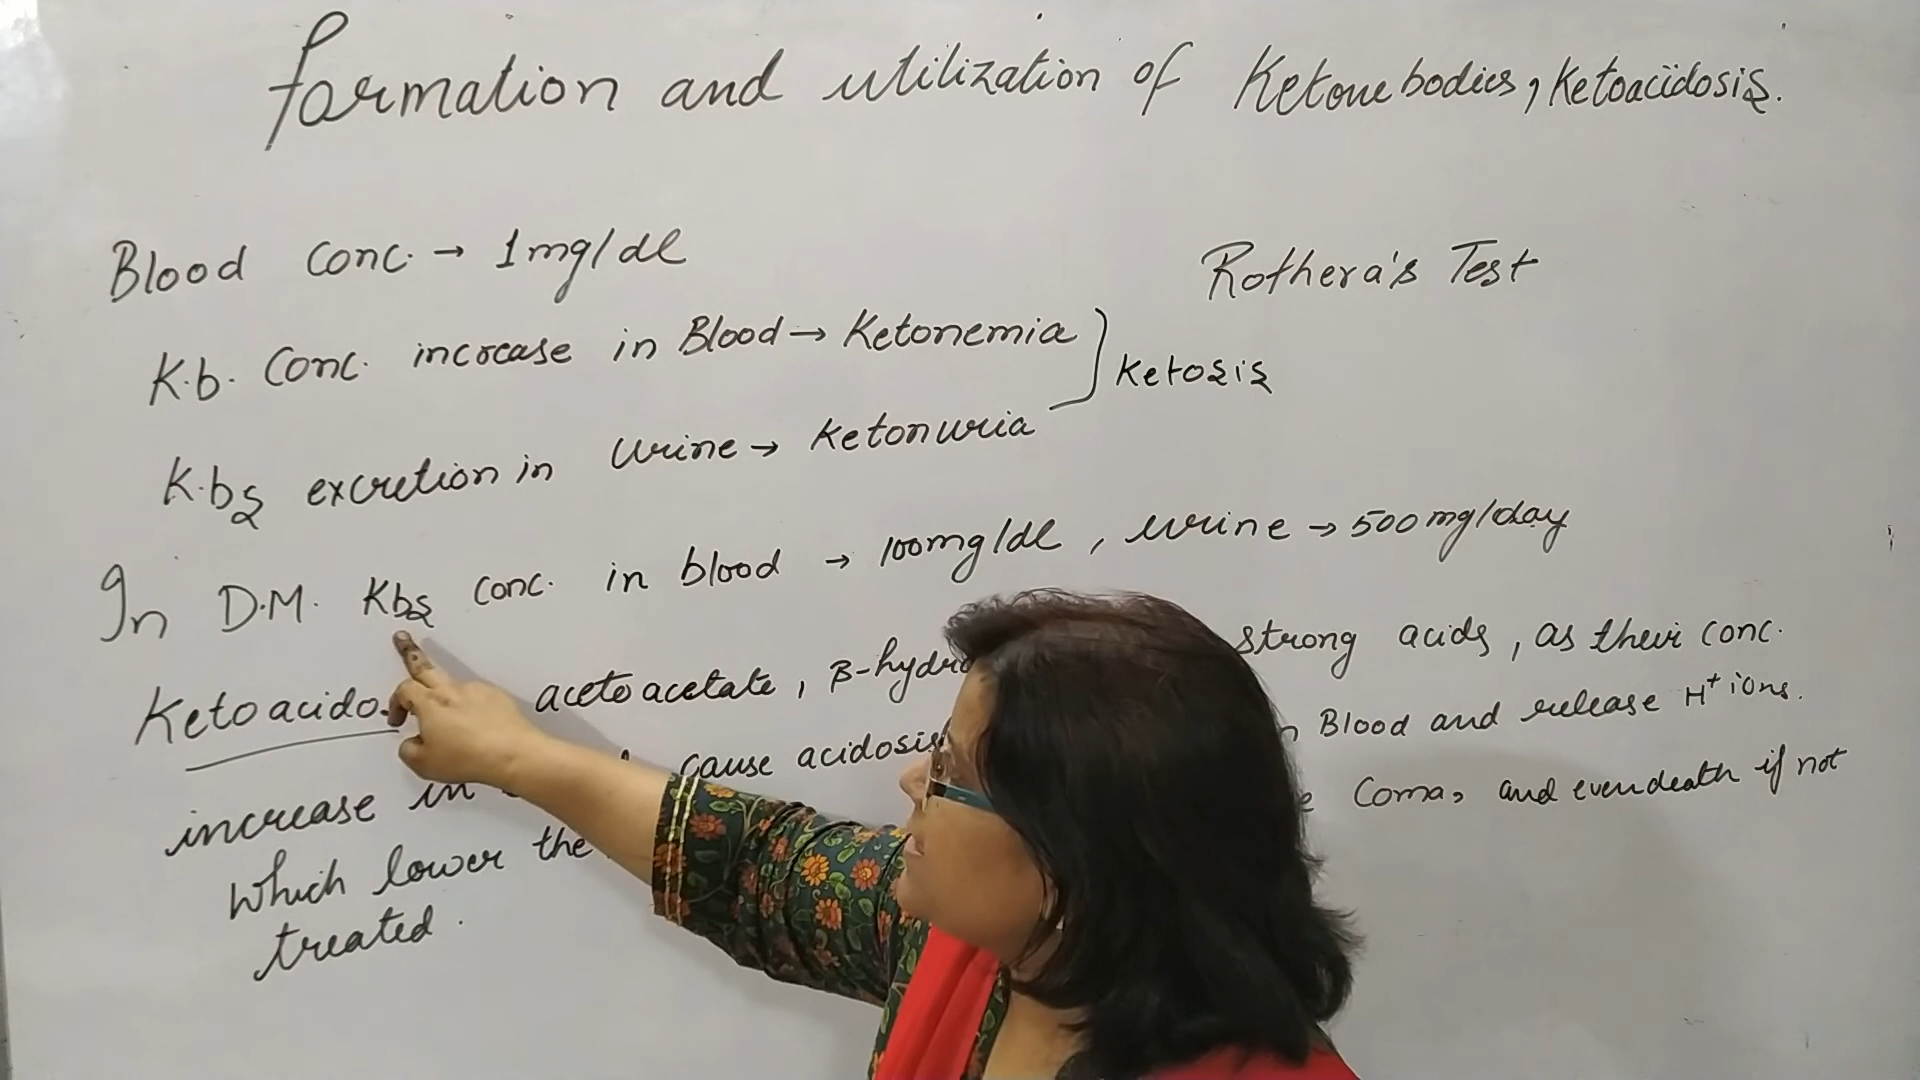 Formation and utilization of Ketone bodies, Ketoacidosis.
Blood conc. → 1mg/dl
Rothera's Test
K.b. Conc. increase in Blood → Ketonemia
Ketosis
K.bs excretion in Urine → Ketonuria
In D.M. Kbs conc. in blood → 100mg/dl, urine → 500mg/day
Ketoacido acetoacetate, β-hydro strong acids, as their conc.
increase in cause acidosis Blood and release H+ ions.
Which lower the Coma, and even death if not
treated.